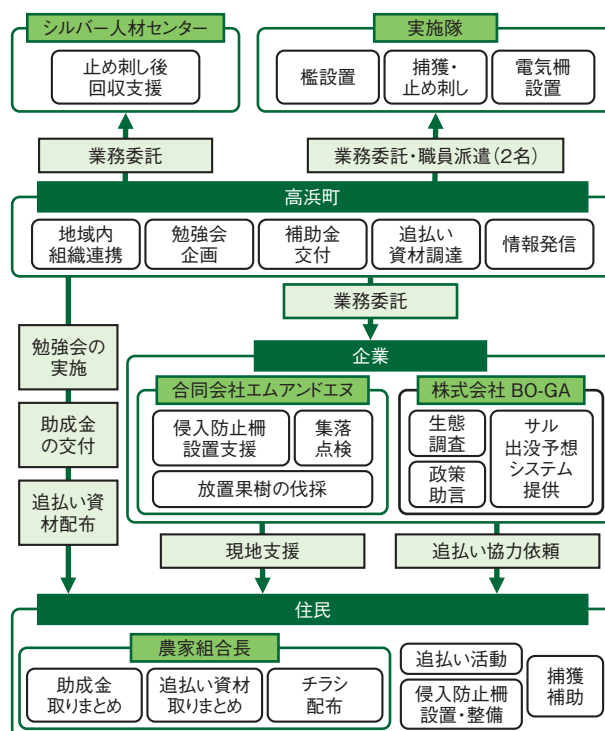 シルバー人材センター
止め刺し後
回収支援
実施隊
檻設置
捕獲・
止め刺し
電気柵
設置
業務委託
業務委託・職員派遣（2名）
高浜町
地域内
組織連携
勉強会
企画
補助金
交付
追払い
資材調達
情報発信
業務委託
勉強会の
実施
助成金
の交付
追払い資
材配布
企業
合同会社エムアンドエヌ
侵入防止柵
設置支援
集落
点検
放置果樹の伐採
株式会社 BO-GA
生態
調査
政策
助言
サル
出没予想
システム
提供
現地支援
追払い協力依頼
住民
農家組合長
助成金
取りまとめ
追払い資材
取りまとめ
チラシ
配布
追払い活動
侵入防止柵
設置・整備
捕獲
補助